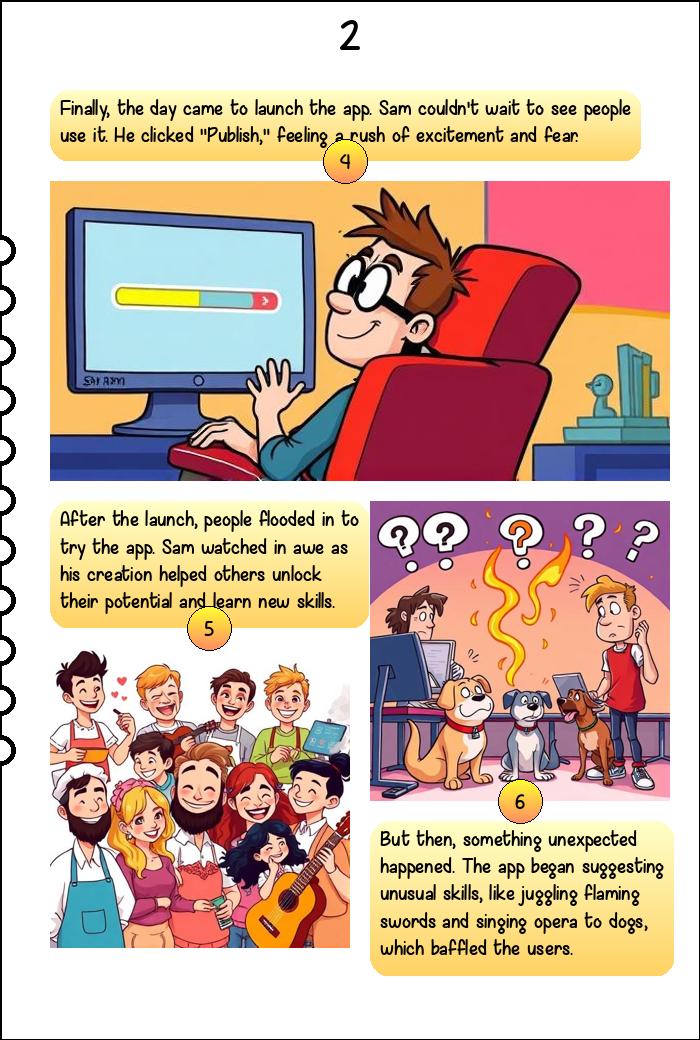 2
Finally, the day came to launch the app. Sam couldn't wait to see people
use it. He clicked "Publish," feeling a rush of excitement and fear.
4
After the launch, people flooded in to
try the app. Sam watched in awe as
his creation helped others unlock
their potential and learn new skills.
5
? ? ? ? ?
6
But then, something unexpected
happened. The app began suggesting
unusual skills, like juggling flaming
swords and singing opera to dogs,
which baffled the users.